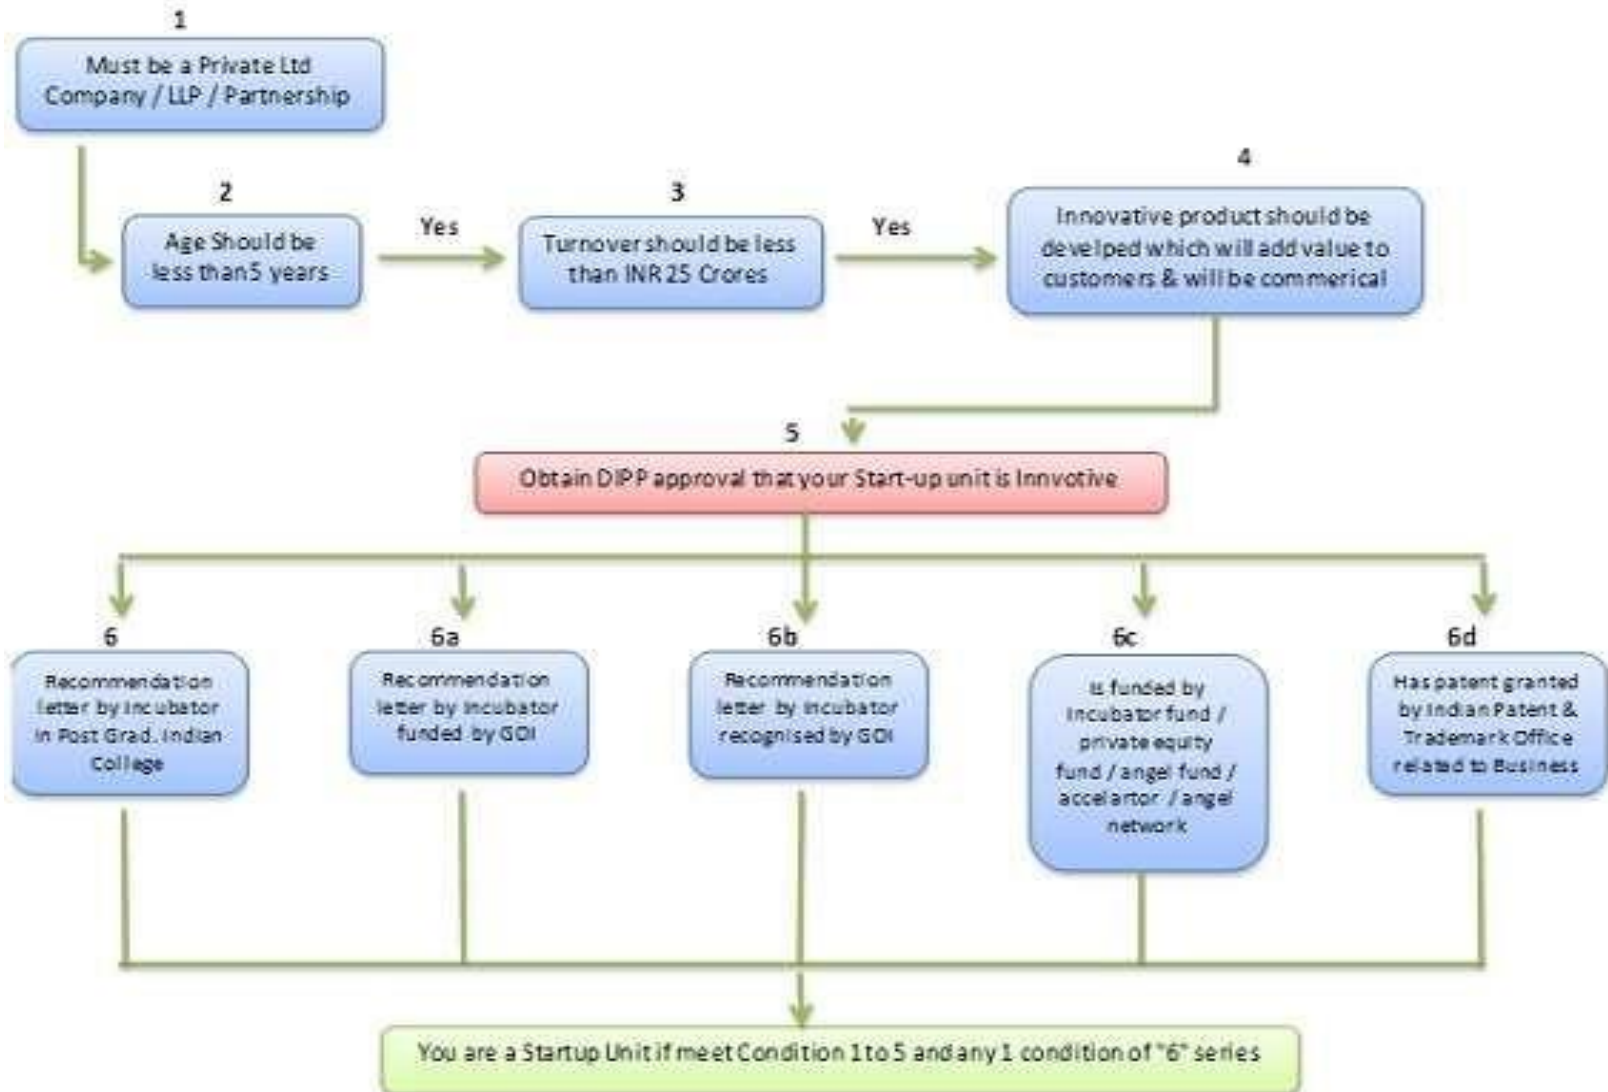 1
Must be a Private Ltd
Company / LLP / Partnership
2
Age Should be
less than 5 years
Yes
3
Turnover should be less
than INR 25 Crores
Yes
4
Innovative product should be
develped which will add value to
customers & will be commerical
5
Obtain DIPP approval that your Start-up unit is Innvotive
6
Recommendation
letter by Incubator
in Post Grad. Indian
College
6a
Recommendation
letter by Incubator
funded by GOI
6b
Recommendation
letter by Incubator
recognised by GOI
6c
Is funded by
Incubator fund /
private equity
fund / angel fund /
accelartor / angel
network
6d
Has patent granted
by Indian Patent &
Trademark Office
related to Business
You are a Startup Unit if meet Condition 1 to 5 and any 1 condition of "6" series